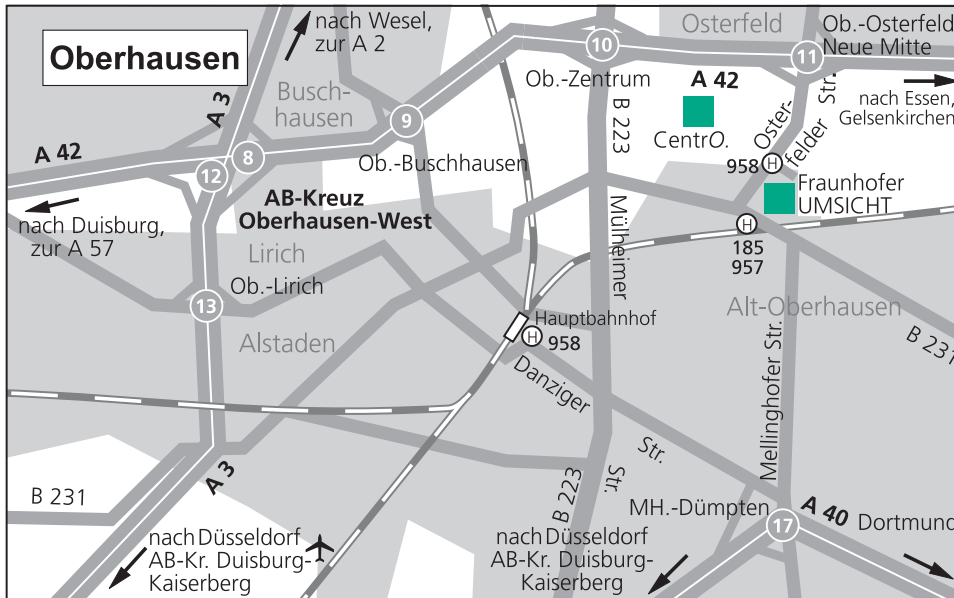 nach Wesel,
zur A 2
Oberhausen
Osterfeld
Ob.-Osterfeld
Neue Mitte
10
11
A 3
Busch-
hausen
Ob.-Zentrum
A 42
nach Essen,
Gelsenkirchen
9
B 223
CentrO.
Oster-
felder
Str.
A 42
8
12
Ob.-Buschhausen
958 H
Fraunhofer
UMSICHT
AB-Kreuz
Oberhausen-West
nach Duisburg,
zur A 57
Mülheimer
H
185
957
Lirich
Ob.-Lirich
13
Alt-Oberhausen
Hauptbahnhof
H 958
Alstaden
B 231
Danziger
Str.
Mellinghofer Str.
A 3
B 231
B 223
Str.
MH.-Dümpten
17
A 40
Dortmund
nach Düsseldorf
AB-Kr. Duisburg-
Kaiserberg
nach Düsseldorf
AB-Kr. Duisburg-
Kaiserberg